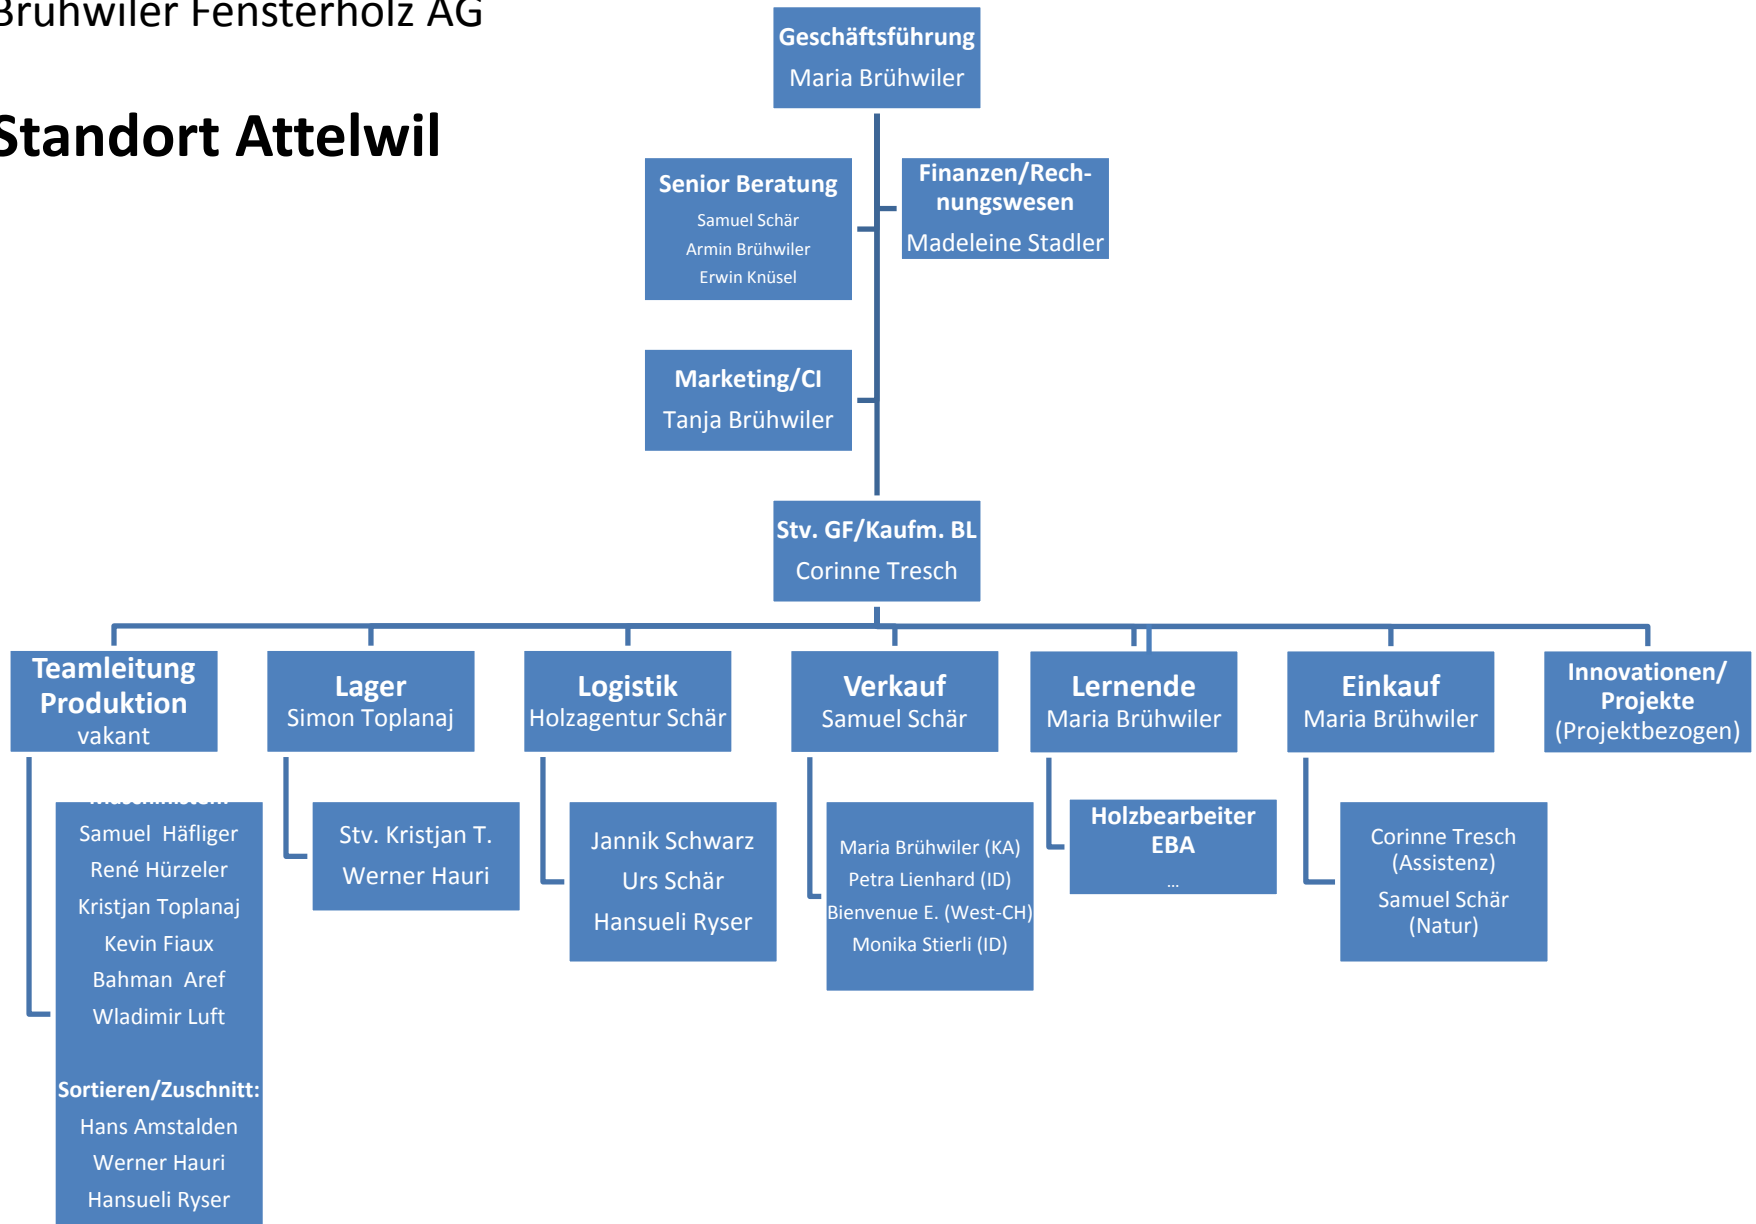 Brühwiler Fensterholz AG
Standort Attelwil
Geschäftsführung
Maria Brühwiler
Senior Beratung
Samuel Schär
Armin Brühwiler
Erwin Knüsel
Finanzen/Rech-
nungswesen
Madeleine Stadler
Marketing/CI
Tanja Brühwiler
Stv. GF/Kaufm. BL
Corinne Tresch
Teamleitung
Produktion
vakant
Lager
Simon Toplanaj
Logistik
Holzagentur Schär
Verkauf
Samuel Schär
Lernende
Maria Brühwiler
Einkauf
Maria Brühwiler
Innovationen/
Projekte
(Projektbezogen)
Samuel  Häfliger
René Hürzeler
Kristjan Toplanaj
Kevin Fiaux
Bahman  Aref
Wladimir Luft
Sortieren/Zuschnitt:
Hans Amstalden
Werner Hauri
Hansueli Ryser
Stv. Kristjan T.
Werner Hauri
Jannik Schwarz
Urs Schär
Hansueli Ryser
Maria Brühwiler (KA)
Petra Lienhard (ID)
Bienvenue E. (West-CH)
Monika Stierli (ID)
Holzbearbeiter
EBA
...
Corinne Tresch
(Assistenz)
Samuel Schär
(Natur)